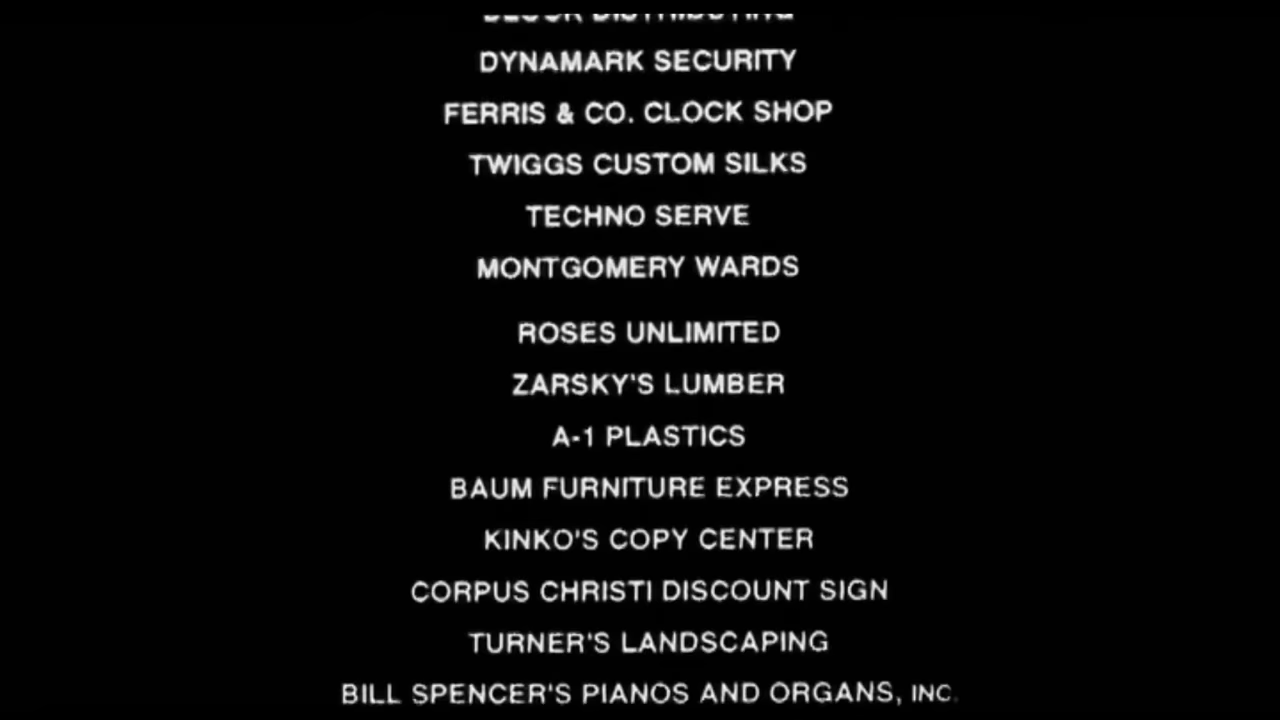 DYNAMARK SECURITY
FERRIS & CO. CLOCK SHOP
TWIGGS CUSTOM SILKS
TECHNO SERVE
MONTGOMERY WARDS
ROSES UNLIMITED
ZARSKY'S LUMBER
A-1 PLASTICS
BAUM FURNITURE EXPRESS
KINKO'S COPY CENTER
CORPUS CHRISTI DISCOUNT SIGN
TURNER'S LANDSCAPING
BILL SPENCER'S PIANOS AND ORGANS, INC.